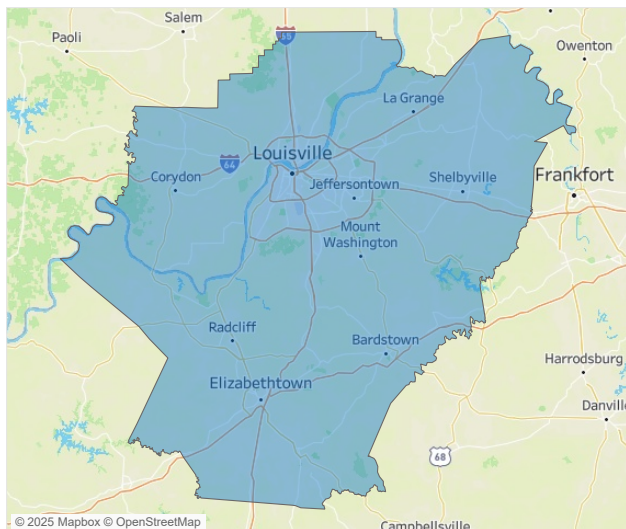 Salem
Paoli
65
Owenton
La Grange
Louisville
64
Corydon
Jeffersontown
Shelbyville
Frankfort
Mount
Washington
Radcliff
Bardstown
Harrodsburg
Elizabethtown
Danville
68
Campbellsville
© 2025 Mapbox © OpenStreetMap